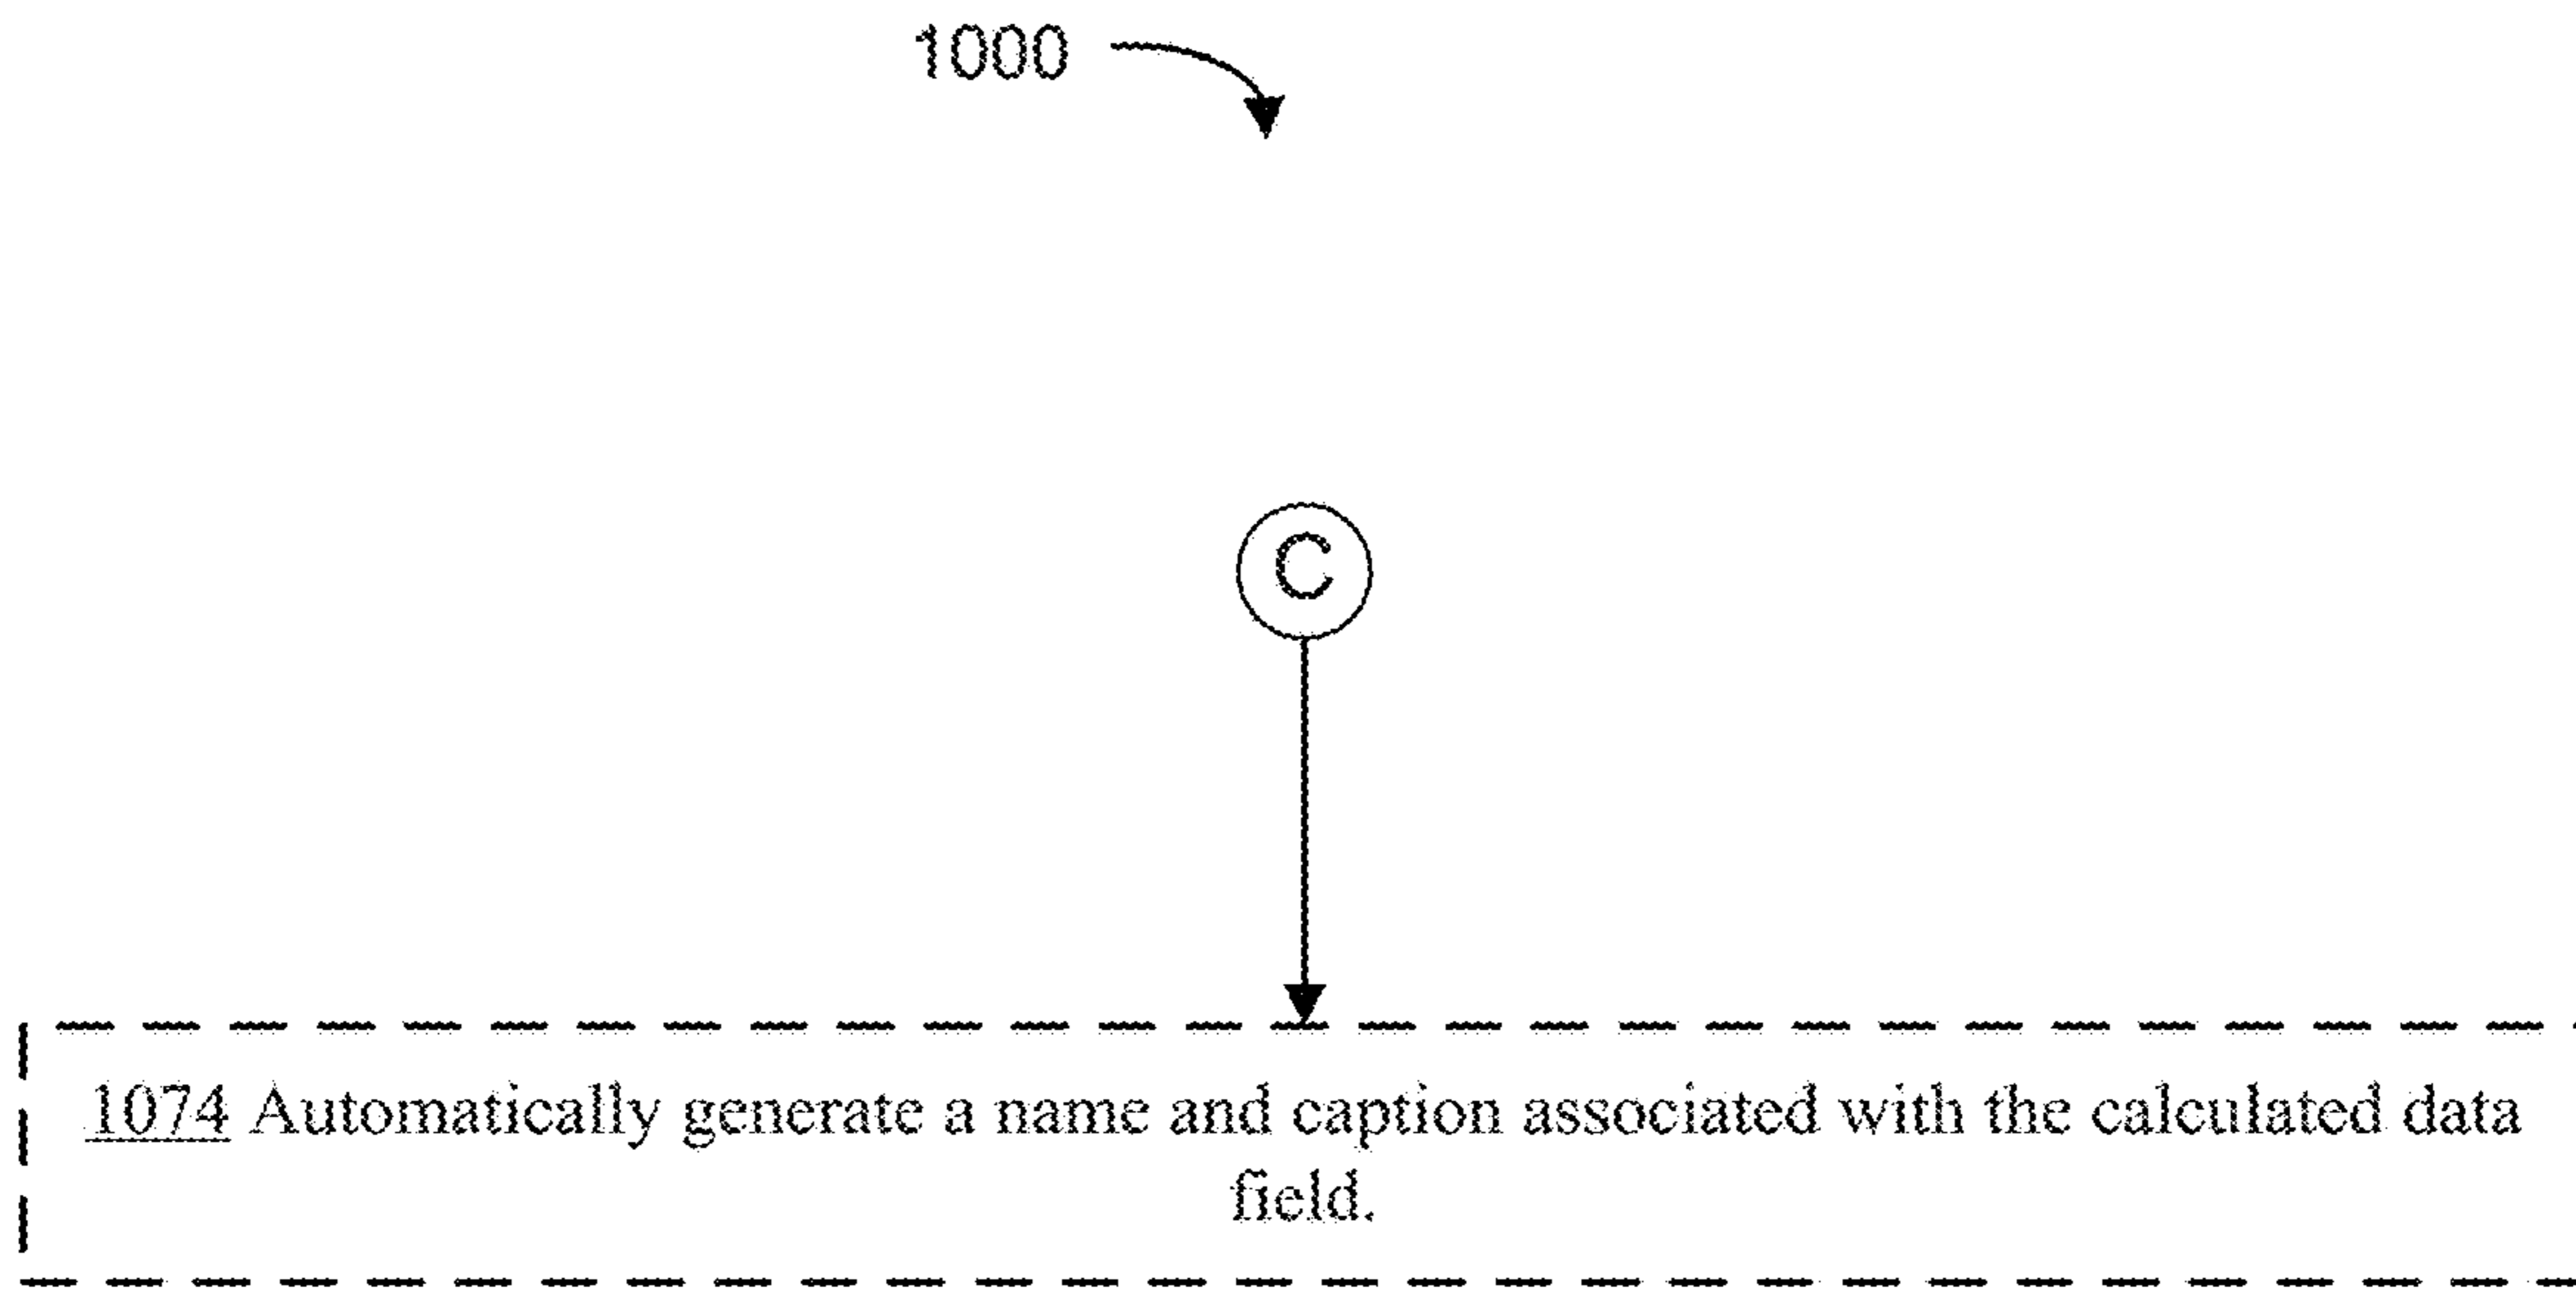 1000
C
1074 Automatically generate a name and caption associated with the calculated data
field.